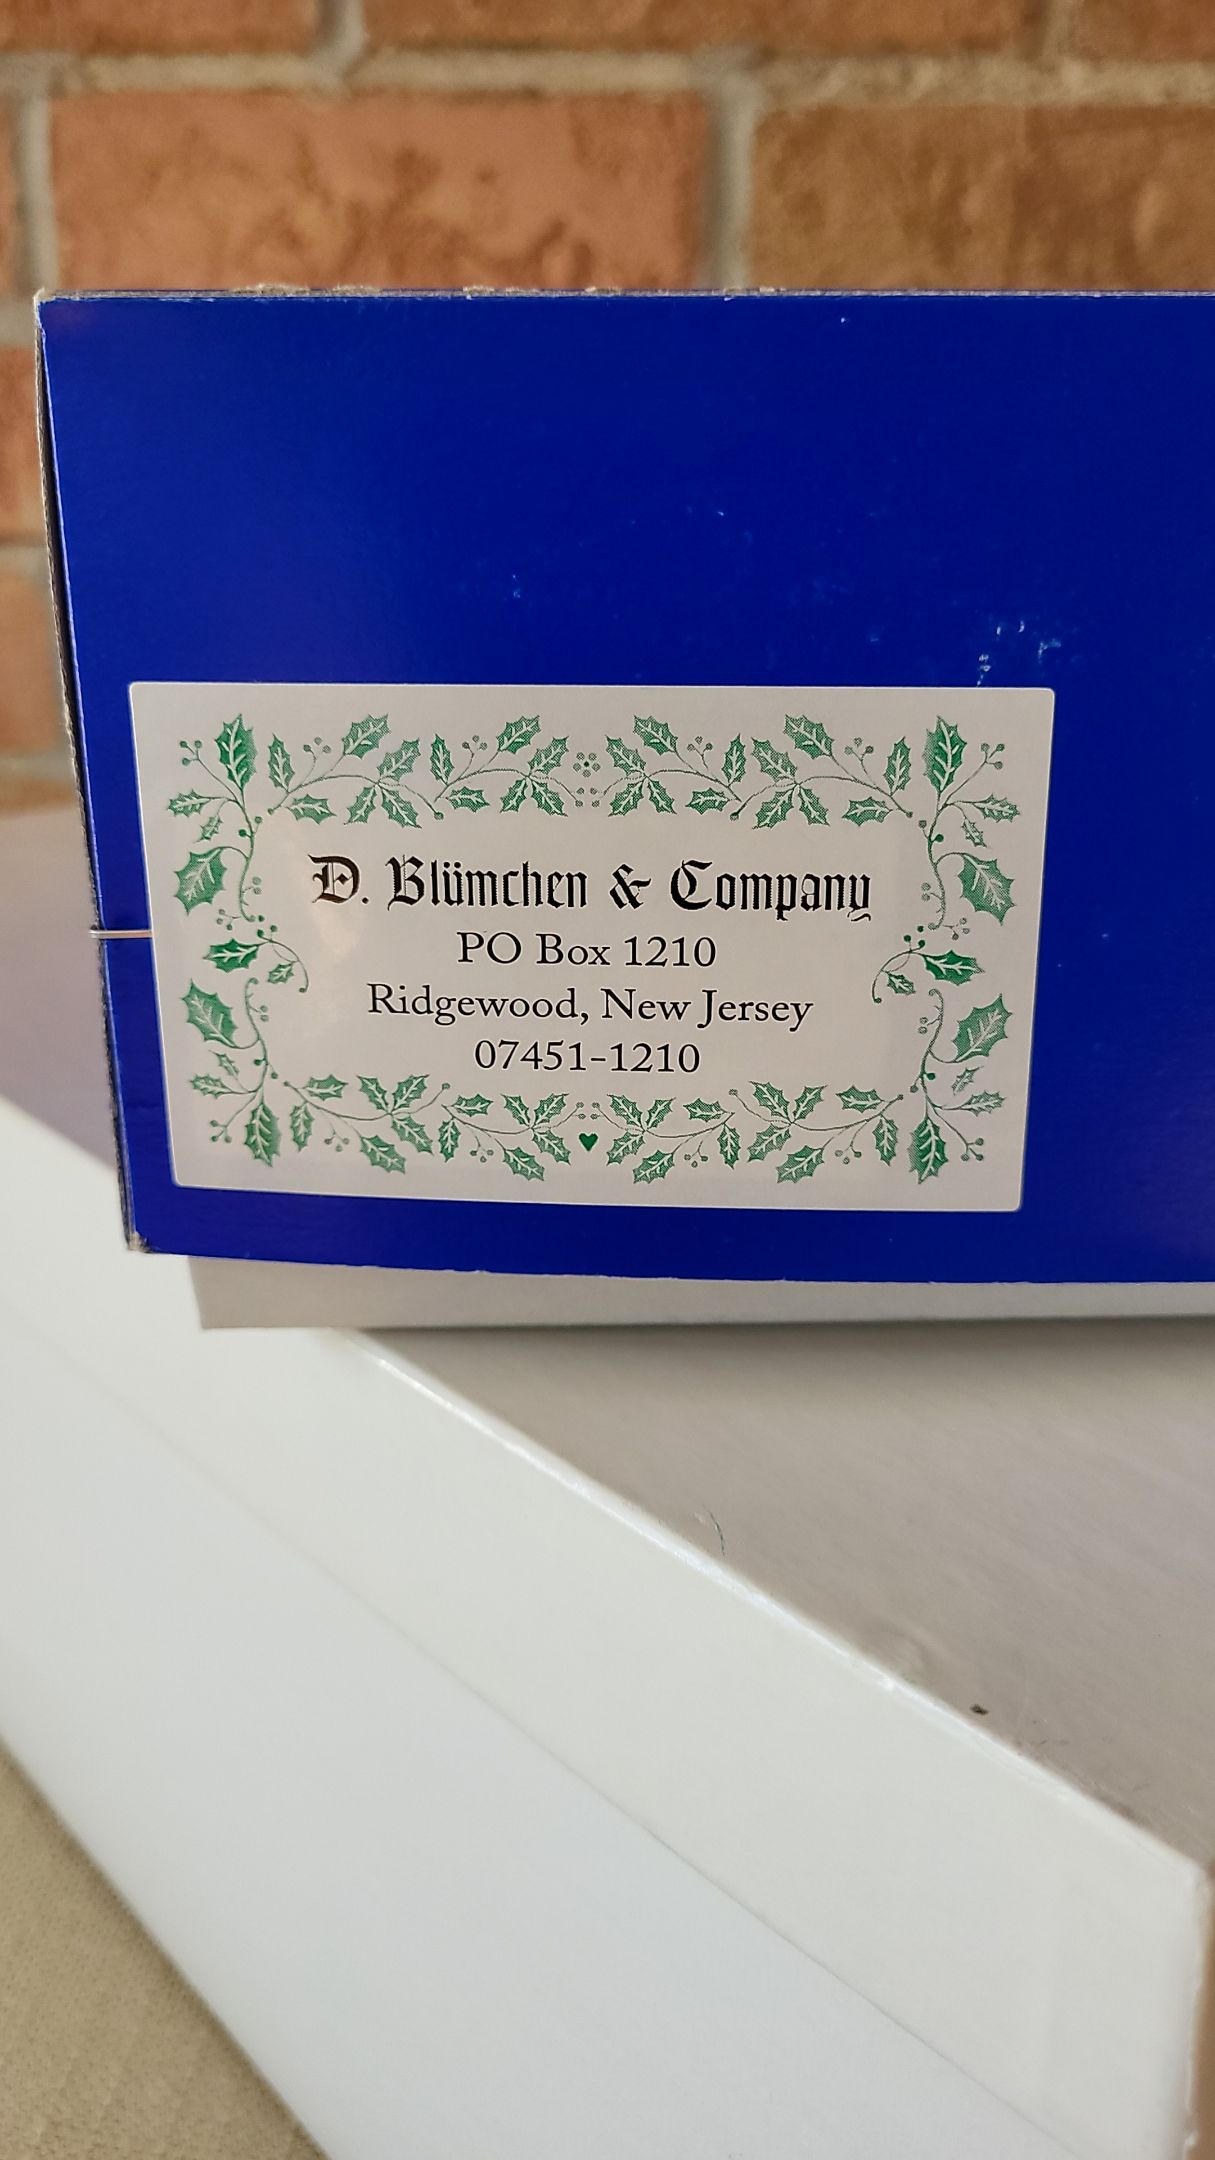 D. Blümchen & Company
PO Box 1210
Ridgewood, New Jersey
07451-1210